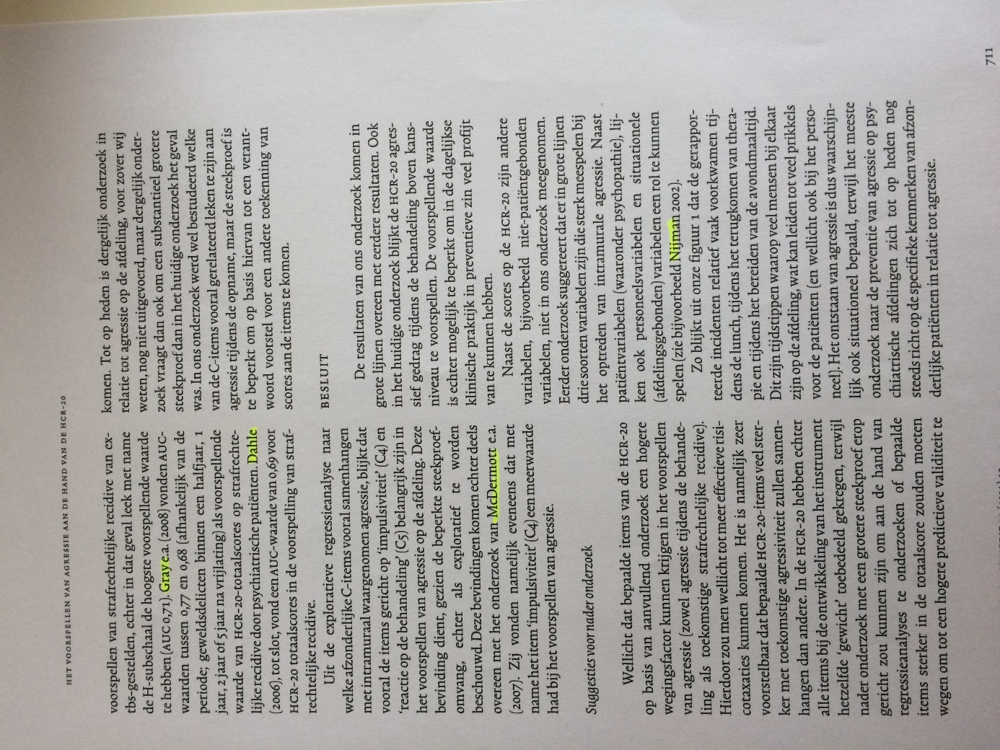 HET VOORSPELLEN VAN AGRESSIE AAN DE HAND VAN DE HCR-20
voorspellen van strafrechtelijke recidive van ex-
tbs-gestelden, echter in dat geval leek met name
de H-subschaal de hoogste voorspellende waarde
te hebben (AUC 0,71). Gray e.a. (2008) vonden AUC-
waarden tussen 0,77 en 0,68 (afhankelijk van de
periode; geweldsdelicten binnen een halfjaar, 1
jaar, 2 jaar of 5 jaar na vrijlating) als voorspellende
waarde van HCR-20-totaalscores op strafrechte-
lijke recidive door psychiatrische patiënten. Dahle
(2006), tot slot, vond een AUC-waarde van 0,69 voor
HCR-20 totaalscores in de voorspelling van straf-
rechtelijke recidive.
Uit de exploratieve regressieanalyse naar
welke afzonderlijke C-items vooral samenhangen
met intramuraal waargenomen agressie, blijkt dat
vooral de items gericht op ‘impulsiviteit’ (C4) en
‘reactie op de behandeling’ (C5) belangrijk zijn in
het voorspellen van agressie op de afdeling. Deze
bevinding dient, gezien de beperkte steekproef-
omvang, echter als exploratief te worden
beschouwd. Deze bevindingen komen echter deels
overeen met het onderzoek van McDermott e.a.
(2007). Zij vonden namelijk eveneens dat met
name het item ‘impulsiviteit’ (C4) een meerwaarde
had bij het voorspellen van agressie.
Suggesties voor nader onderzoek
Wellicht dat bepaalde items van de HCR-20
op basis van aanvullend onderzoek een hogere
wegingsfactor kunnen krijgen in het voorspellen
van agressie (zowel agressie tijdens de behande-
ling als toekomstige strafrechtelijke recidive).
Hierdoor zou men wellicht tot meer effectieve risi-
cotaxaties kunnen komen. Het is namelijk zeer
voorstelbaar dat bepaalde HCR-20-items veel ster-
ker met toekomstige agressiviteit zullen samen-
hangen dan andere. In de HCR-20 hebben echter
alle items bij de ontwikkeling van het instrument
hetzelfde ‘gewicht’ toebedeeld gekregen, terwijl
nader onderzoek met een grotere steekproef erop
gericht zou kunnen zijn om aan de hand van
regressieanalyses te onderzoeken of bepaalde
items sterker in de totaalscore zouden moeten
wegen om tot een hogere predictieve validiteit te
komen. Tot op heden is dergelijk onderzoek in
relatie tot agressie op de afdeling, voor zover wij
weten, nog niet uitgevoerd, maar dergelijk onder-
zoek vraagt dan ook om een substantieel grotere
steekproef dan in het huidige onderzoek het geval
was. In ons onderzoek werd wel bestudeerd welke
van de C-items vooral gerelateerd leken te zijn aan
agressie tijdens de opname, maar de steekproef is
te beperkt om op basis hiervan tot een verant-
woord voorstel voor een andere toekenning van
scores aan de items te komen.
BESLUIT
De resultaten van ons onderzoek komen in
grote lijnen overeen met eerdere resultaten. Ook
in het huidige onderzoek blijkt de HCR-20 agres-
sief gedrag tijdens de behandeling boven kans-
niveau te voorspellen. De voorspellende waarde
is echter mogelijk te beperkt om in de dagelijkse
klinische praktijk in preventieve zin veel profijt
van te kunnen hebben.
Naast de scores op de HCR-20 zijn andere
variabelen, bijvoorbeeld niet-patiëntgebonden
variabelen, niet in ons onderzoek meegenomen.
Eerder onderzoek suggereert dat er in grote lijnen
drie soorten variabelen zijn die sterk meespelen bij
het optreden van intramurale agressie. Naast
patiëntvariabelen (waaronder psychopathie), lij-
ken ook personeelsvariabelen en situationele
(afdelingsgebonden) variabelen een rol te kunnen
spelen (zie bijvoorbeeld Nijman 2002).
Zo blijkt uit onze figuur 1 dat de gerappor-
teerde incidenten relatief vaak voorkwamen tij-
dens de lunch, tijdens het terugkomen van thera-
pie en tijdens het bereiden van de avondmaaltijd.
Dit zijn tijdstippen waarop veel mensen bij elkaar
zijn op de afdeling, wat kan leiden tot veel prikkels
voor de patiënten (en wellicht ook bij het perso-
neel). Het ontstaan van agressie is dus waarschijn-
lijk ook situationeel bepaald, terwijl het meeste
onderzoek naar de preventie van agressie op psy-
chiatrische afdelingen zich tot op heden nog
steeds richt op de specifieke kenmerken van afzon-
derlijke patiënten in relatie tot agressie.
711